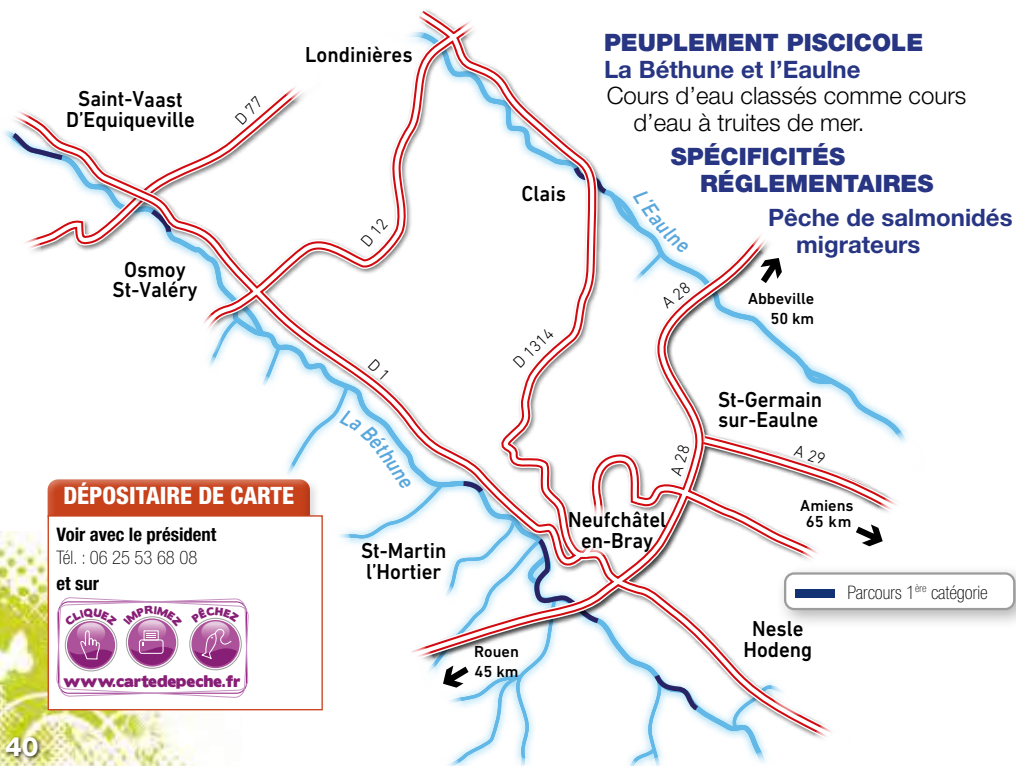 PEUPLEMENT PISCICOLE
La Béthune et l'Eaulne
Cours d'eau classés comme cours
d'eau à truites de mer.
SPÉCIFICITÉS
RÉGLEMENTAIRES
Pêche de salmonidés
migrateurs
Londinières
Saint-Vaast
D'Equiqueville
D 77
Clais
L'Eaulne
D 12
Osmoy
St-Valéry
A 28
Abbeville
50 km
D 1314
D 1
St-Germain
sur-Eaulne
La Béthune
A 28
A 29
Amiens
65 km
Neufchâtel
en-Bray
St-Martin
l'Hortier
Parcours 1ère catégorie
Nesle
Hodeng
Rouen
45 km
DÉPOSITAIRE DE CARTE
Voir avec le président
Tél. : 06 25 53 68 08
et sur
CLIQUEZ
IMPRIMEZ
PÊCHEZ
www.cartedepeche.fr
40